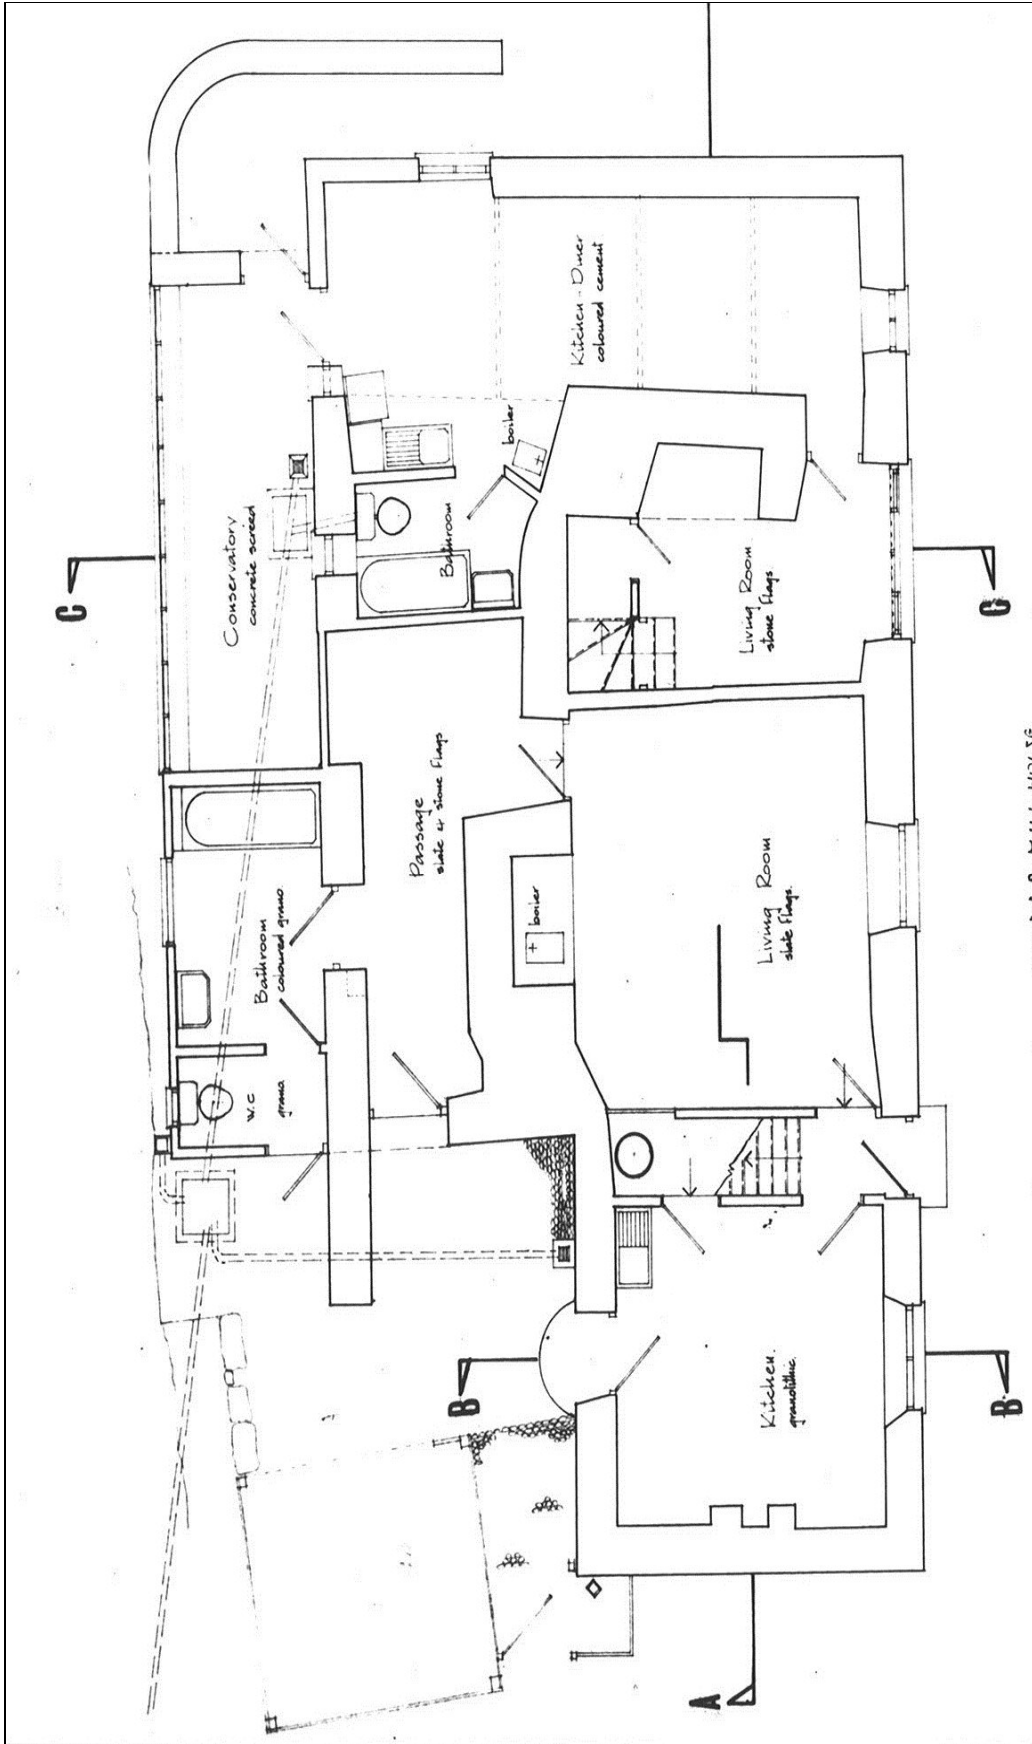 Kitchen - Diner
coloured cement
boiler
Conservatory
concrete screed
Bathroom
C
C
Living Room
stone flags
Passage
slate & stone flags
boiler
Living Room
slate flags.
Bathroom
coloured grano
W.C
grano
B
B
Kitchen.
granolithic.
A